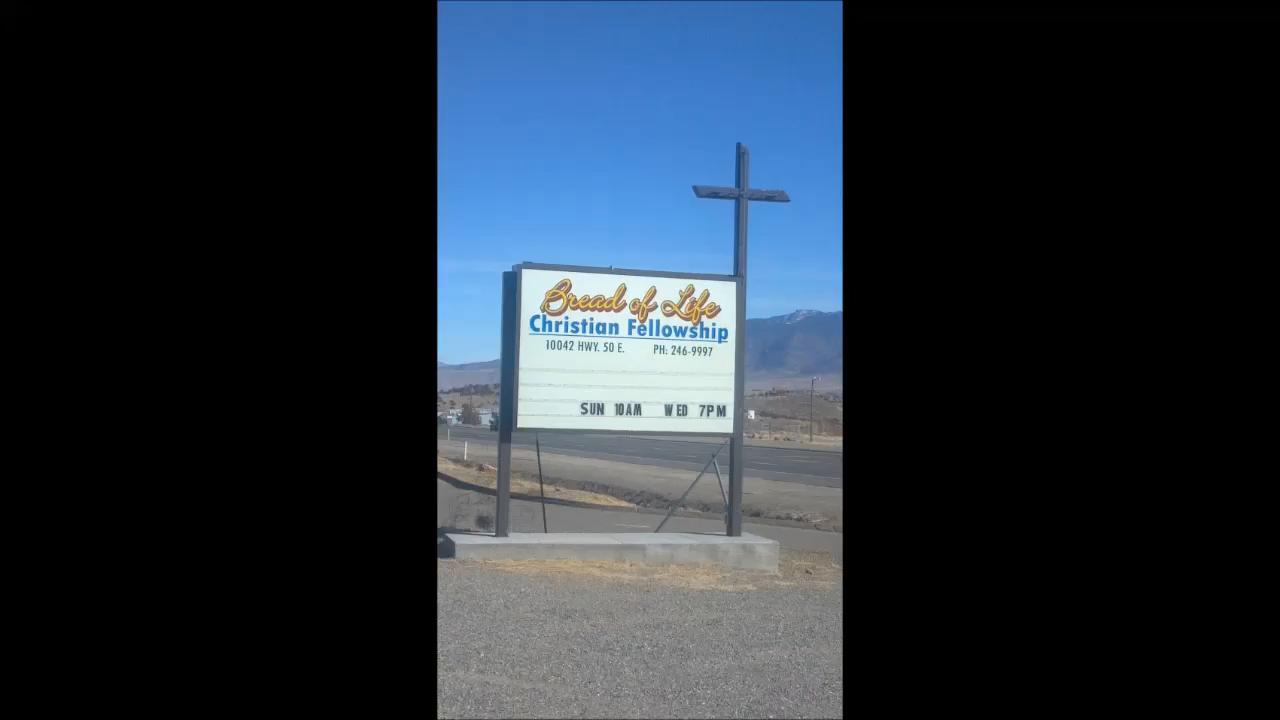 Bread of Life
Christian Fellowship
10042 HWY. 50 E. PH: 246-9997
SUN 10AM WED 7PM